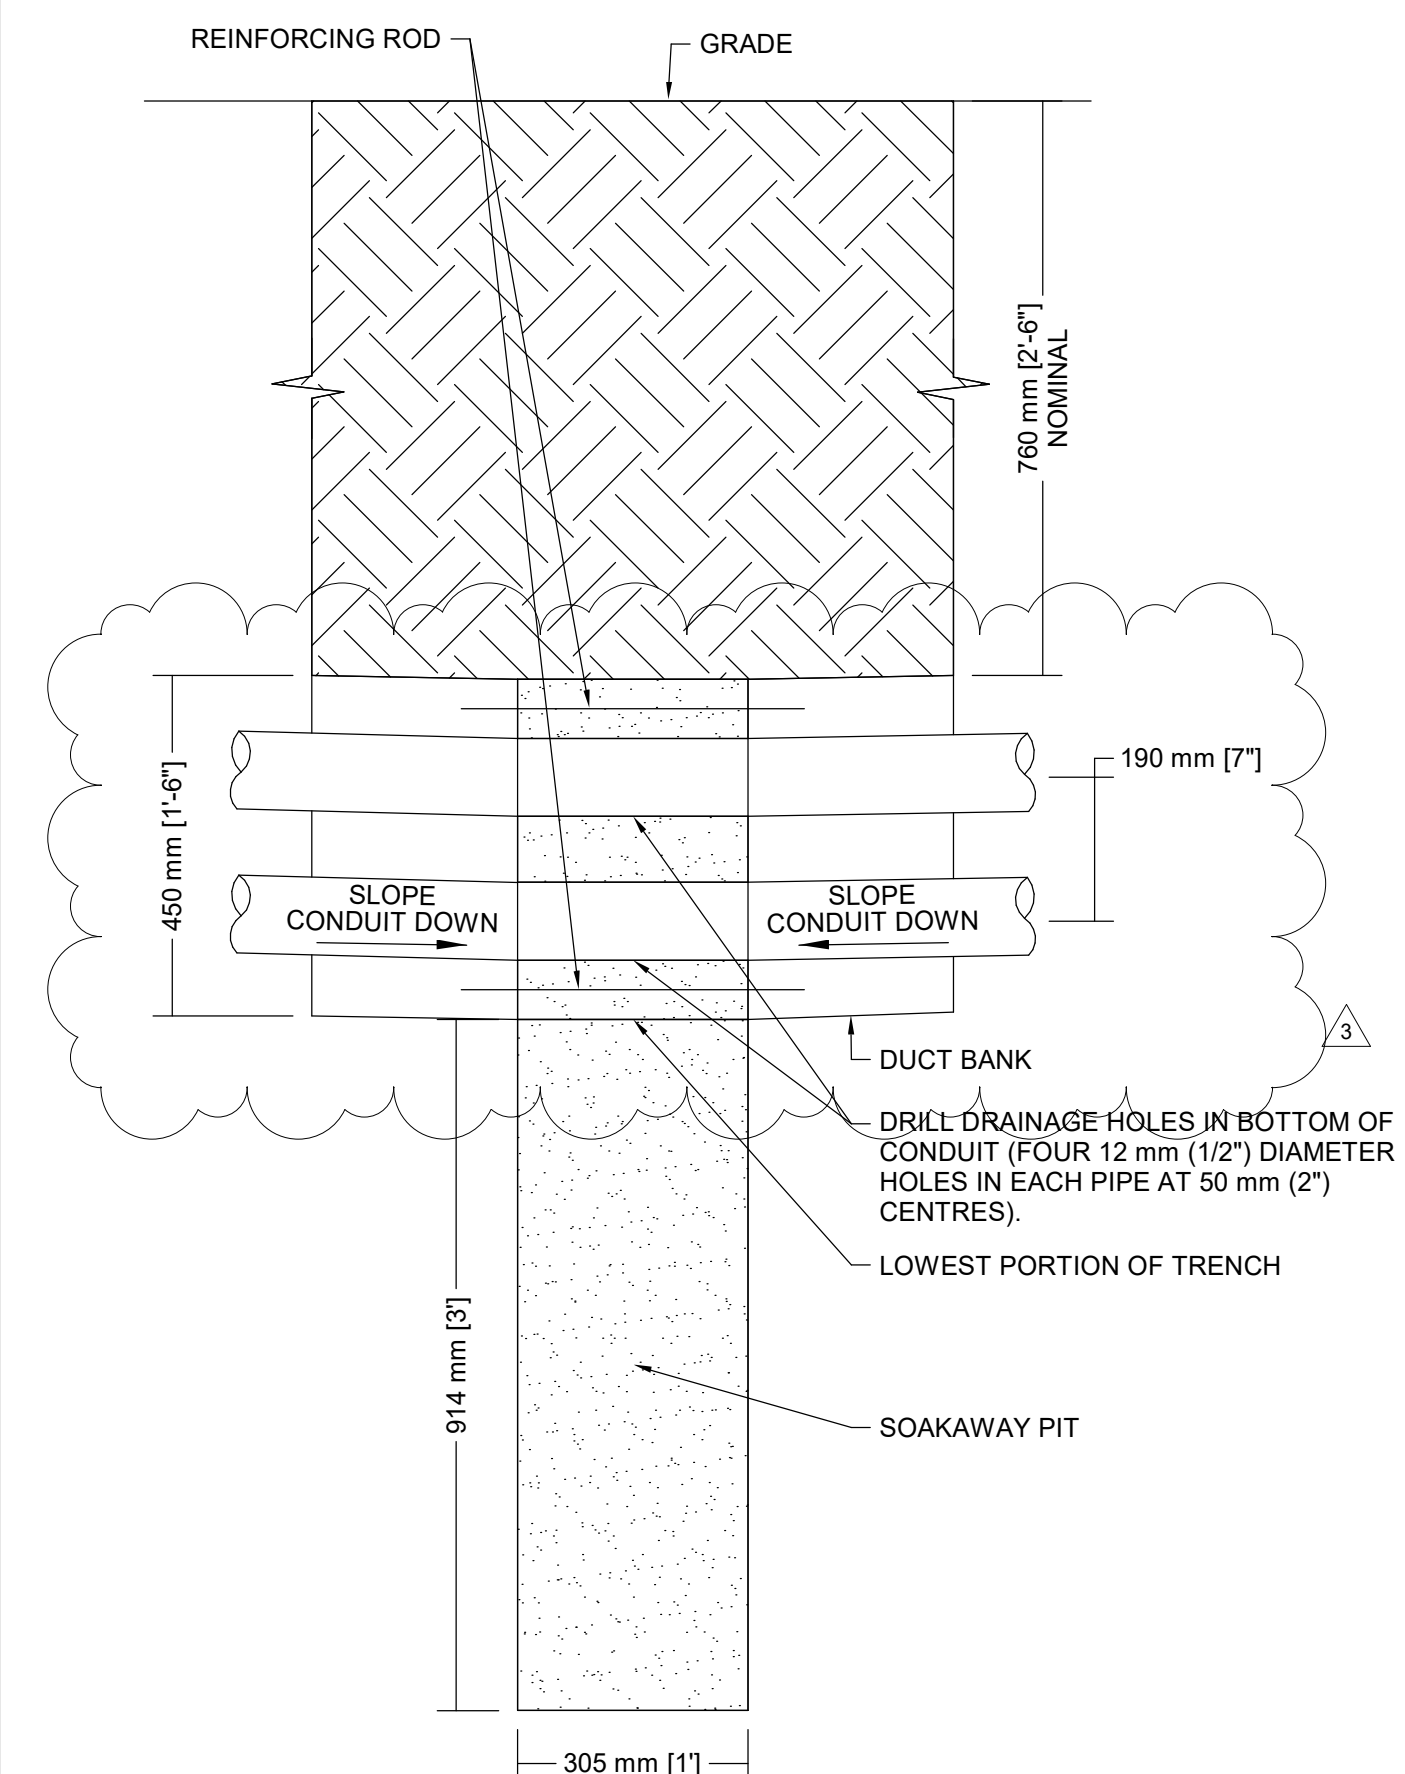 REINFORCING ROD
GRADE
760 mm [2'-6"]
NOMINAL
190 mm [7"]
450 mm [1'-6"]
SLOPE
CONDUIT DOWN
SLOPE
CONDUIT DOWN
3
DUCT BANK
DRILL DRAINAGE HOLES IN BOTTOM OF
CONDUIT (FOUR 12 mm (1/2") DIAMETER
HOLES IN EACH PIPE AT 50 mm (2")
CENTRES).
LOWEST PORTION OF TRENCH
914 mm [3']
SOAKAWAY PIT
305 mm [1']